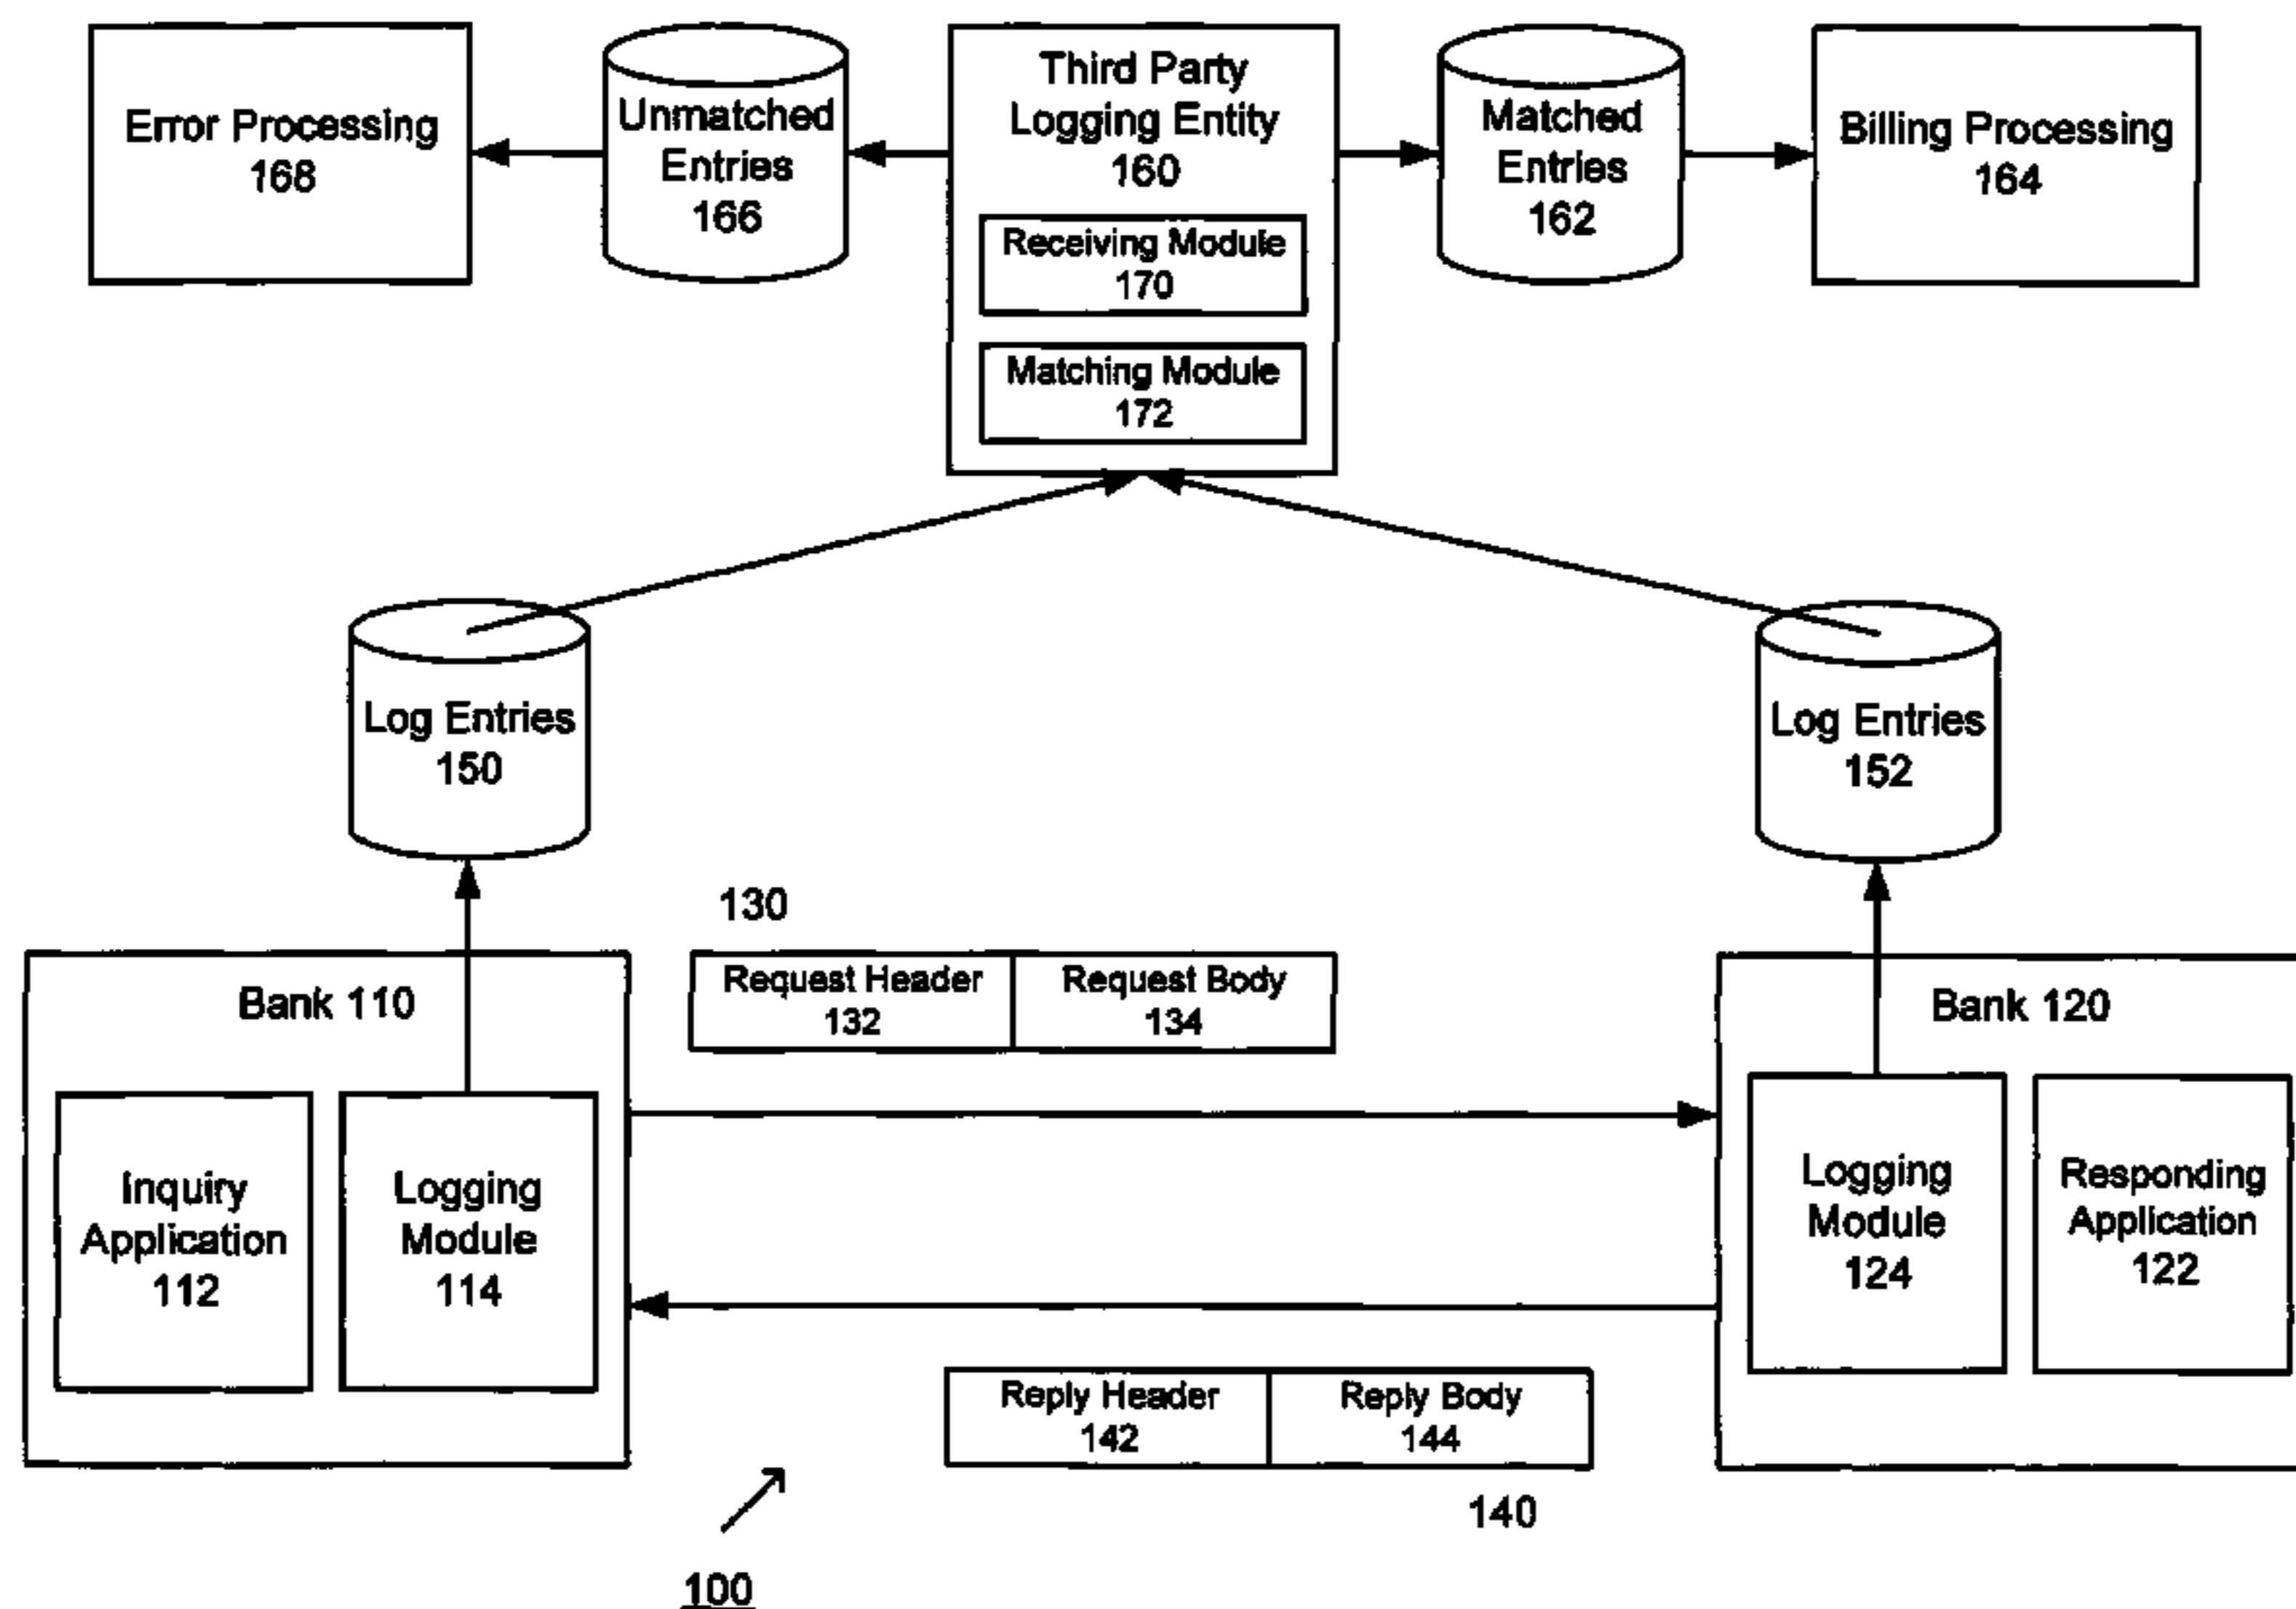 Error Processing
168
Unmatched
Entries
166
Third Party
Logging Entity
160
Receiving Module
170
Matching Module
172
Matched
Entries
162
Billing Processing
164
Log Entries
150
Log Entries
152
130
Request Header
132
Request Body
134
Bank 110
Inquiry
Application
112
Logging
Module
114
Bank 120
Logging
Module
124
Responding
Application
122
Reply Header
142
Reply Body
144
140
100